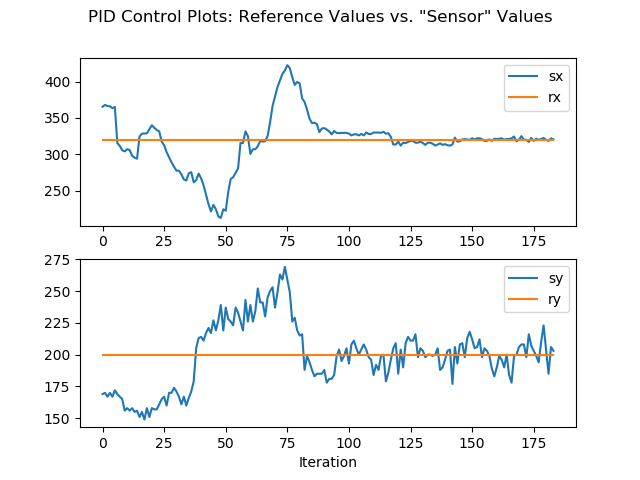 PID Control Plots: Reference Values vs. "Sensor" Values
400
350
300
250
sx
rx
0 25 50 75 100 125 150 175
275
250
225
200
175
150
sy
ry
0 25 50 75 100 125 150 175
Iteration